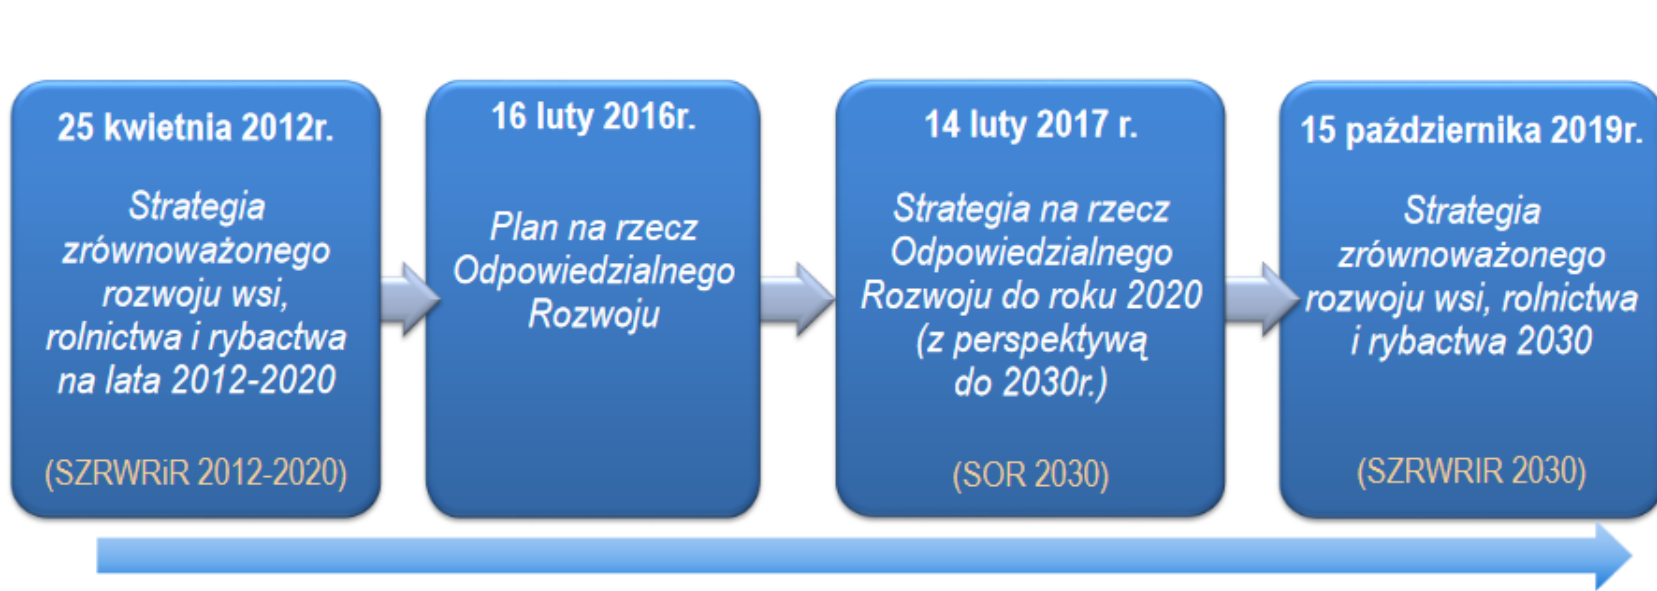 25 kwietnia 2012r.
Strategia
zrównoważonego
rozwoju wsi,
rolnictwa i rybactwa
na lata 2012-2020
(SZRWRiR 2012-2020)
16 luty 2016r.
Plan na rzecz
Odpowiedzialnego
Rozwoju
14 luty 2017 r.
Strategia na rzecz
Odpowiedzialnego
Rozwoju do roku 2020
(z perspektywą
do 2030r.)
(SOR 2030)
15 października 2019r.
Strategia
zrównoważonego
rozwoju wsi, rolnictwa
i rybactwa 2030
(SZRWRIR 2030)